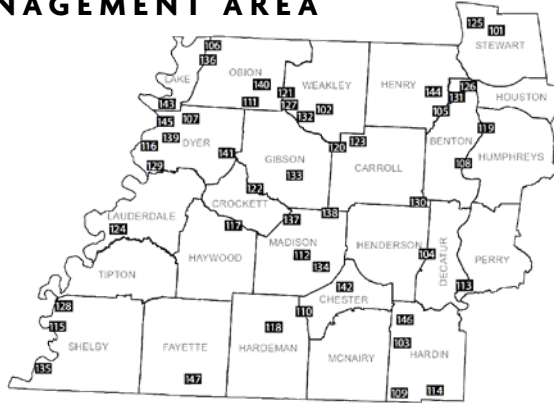 NAGEMENT AREA
125 101
STEWART
106
136
LAKE
OBION
140
121
WEAKLEY
HENRY
144
126
131
HOUSTON
143
111
127
102
105
145
107
132
119
139
DYER
116
123
BENTON
HUMPHREYS
141
120
129
GIBSON
133
CARROLL
108
122
CROCKETT
130
LAUDERDALE
124
117
137
138
MADISON
HENDERSON
DECATUR
PERRY
HAYWOOD
112
104
134
TIPTON
142
113
CHESTER
128
110
146
115
118
SHELBY
FAYETTE
HARDEMAN
MCNAIRY
103
HARDIN
135
147
109
114